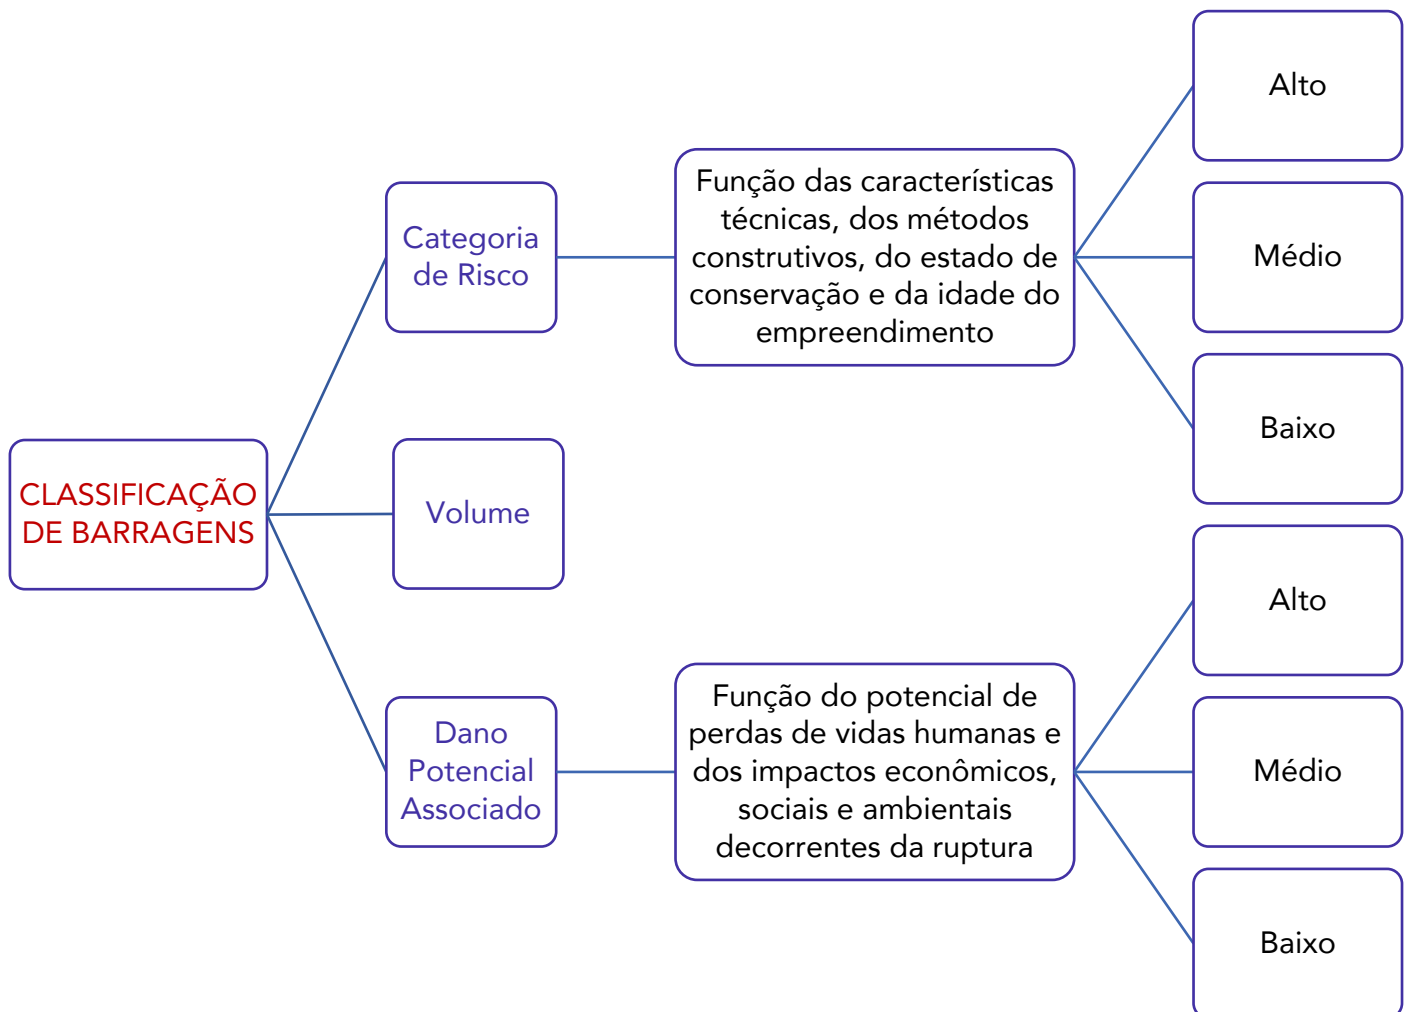 CLASSIFICAÇÃO
DE BARRAGENS
Categoria
de Risco
Função das características
técnicas, dos métodos
construtivos, do estado de
conservação e da idade do
empreendimento
Alto
Médio
Baixo
Volume
Dano
Potencial
Associado
Função do potencial de
perdas de vidas humanas e
dos impactos econômicos,
sociais e ambientais
decorrentes da ruptura
Alto
Médio
Baixo